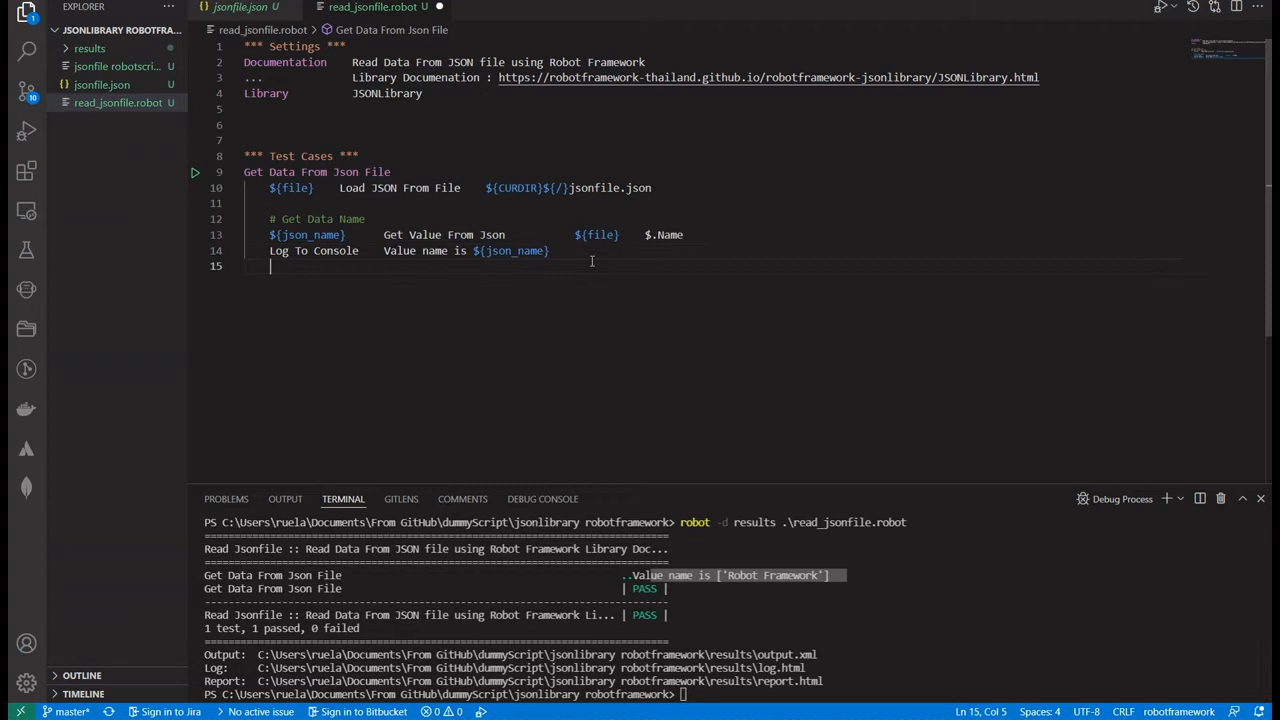 EXPLORER
jsonfile.json U
read_jsonfile.robot
JSONLIBRARY ROBOTFRA...
results
jsonfile robotscri... U
jsonfile.json U
read_jsonfile.robot U
read_jsonfile.robot > Get Data From Json File
1 *** Settings ***
2 Documentation Read Data From JSON file using Robot Framework
3 ... Library Documenation : https://robotframework-thailand.github.io/robotframework-jsonlibrary/JSONLibrary.html
4 Library JSONLibrary
5
6
7
8 *** Test Cases ***
9 Get Data From Json File
10 ${file} Load JSON From File ${CURDIR}${/}jsonfile.json
11
12 # Get Data Name
13 ${json_name} Get Value From Json ${file} $.Name
14 Log To Console Value name is ${json_name}
15
1
10
PROBLEMS OUTPUT TERMINAL GITLENS COMMENTS DEBUG CONSOLE Debug Process
PS C:\Users\ruela\Documents\From GitHub\dummyScript\jsonlibrary robotframework> robot -d results .\read_jsonfile.robot
==============================================================================
Read Jsonfile :: Read Data From JSON file using Robot Framework Library Doc...
==============================================================================
Get Data From Json File ..Value name is ['Robot Framework']
Get Data From Json File | PASS |
------------------------------------------------------------------------------
Read Jsonfile :: Read Data From JSON file using Robot Framework Li... | PASS |
1 test, 1 passed, 0 failed
==============================================================================
Output: C:\Users\ruela\Documents\From GitHub\dummyScript\jsonlibrary robotframework\results\output.xml
Log: C:\Users\ruela\Documents\From GitHub\dummyScript\jsonlibrary robotframework\results\log.html
Report: C:\Users\ruela\Documents\From GitHub\dummyScript\jsonlibrary robotframework\results\report.html
PS C:\Users\ruela\Documents\From GitHub\dummyScript\jsonlibrary robotframework>
OUTLINE
TIMELINE
master* Sign in to Jira No active issue Sign in to Bitbucket 0 0 Ln 15, Col 5 Spaces: 4 UTF-8 CRLF robotframework